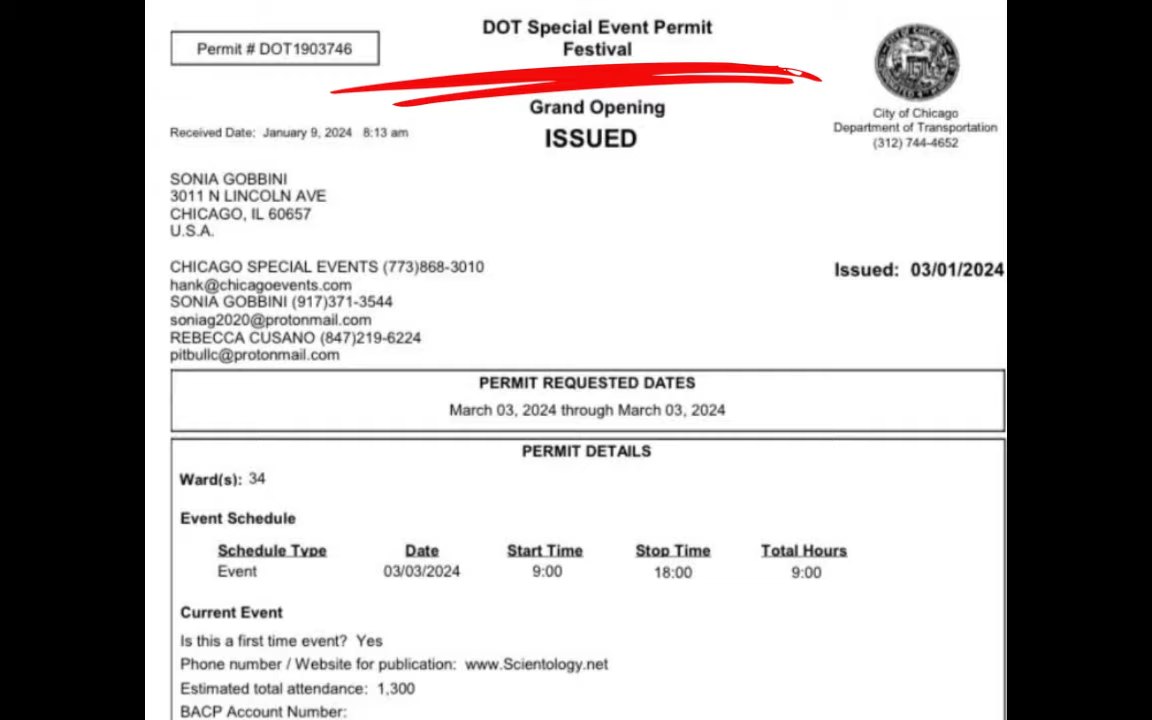 Permit # DOT1903746
DOT Special Event Permit
Festival
Grand Opening
ISSUED
City of Chicago
Department of Transportation
(312) 744-4652
Received Date: January 9, 2024 8:13 am
SONIA GOBBINI
3011 N LINCOLN AVE
CHICAGO, IL 60657
U.S.A.
CHICAGO SPECIAL EVENTS (773)868-3010
hank@chicagoevents.com
SONIA GOBBINI (917)371-3544
soniag2020@protonmail.com
REBECCA CUSANO (847)219-6224
pitbullc@protonmail.com
Issued: 03/01/2024
PERMIT REQUESTED DATES
March 03, 2024 through March 03, 2024
PERMIT DETAILS
Ward(s): 34
Event Schedule
Schedule Type Date Start Time Stop Time Total Hours
Event 03/03/2024 9:00 18:00 9:00
Current Event
Is this a first time event? Yes
Phone number / Website for publication: www.Scientology.net
Estimated total attendance: 1,300
BACP Account Number: